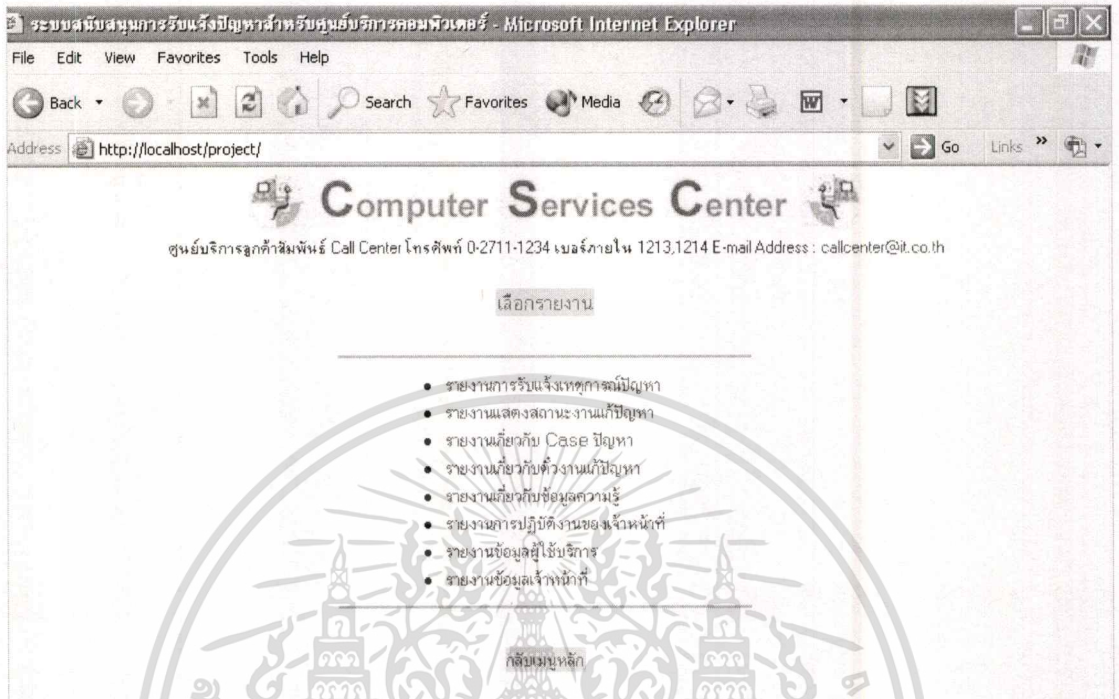 ระบบสนับสนุนการรับแจ้งปัญหาสำหรับศูนย์บริการคอมพิวเตอร์ - Microsoft Internet Explorer
File Edit View Favorites Tools Help
Back Search Favorites Media
Address http://localhost/project/ Go Links »
Computer Services Center
ศูนย์บริการลูกค้าสัมพันธ์ Call Center โทรศัพท์ 0-2711-1234 เบอร์ภายใน 1213,1214 E-mail Address : callcenter@it.co.th
เลือกรายงาน
● รายงานการรับแจ้งเหตุการณ์ปัญหา
● รายงานแสดงสถานะงานแก้ปัญหา
● รายงานเกี่ยวกับ Case ปัญหา
● รายงานเกี่ยวกับตั๋วงานแก้ปัญหา
● รายงานเกี่ยวกับข้อมูลความรู้
● รายงานการปฏิบัติงานของเจ้าหน้าที่
● รายงานข้อมูลผู้ใช้บริการ
● รายงานข้อมูลเจ้าหน้าที่
กลับเมนูหลัก